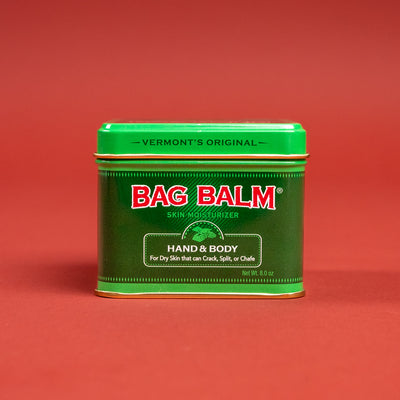 —VERMONT'S ORIGINAL—
BAG BALM®
SKIN MOISTURIZER
HAND & BODY
For Dry Skin that can Crack, Split, or Chafe
Net Wt. 8.0 oz